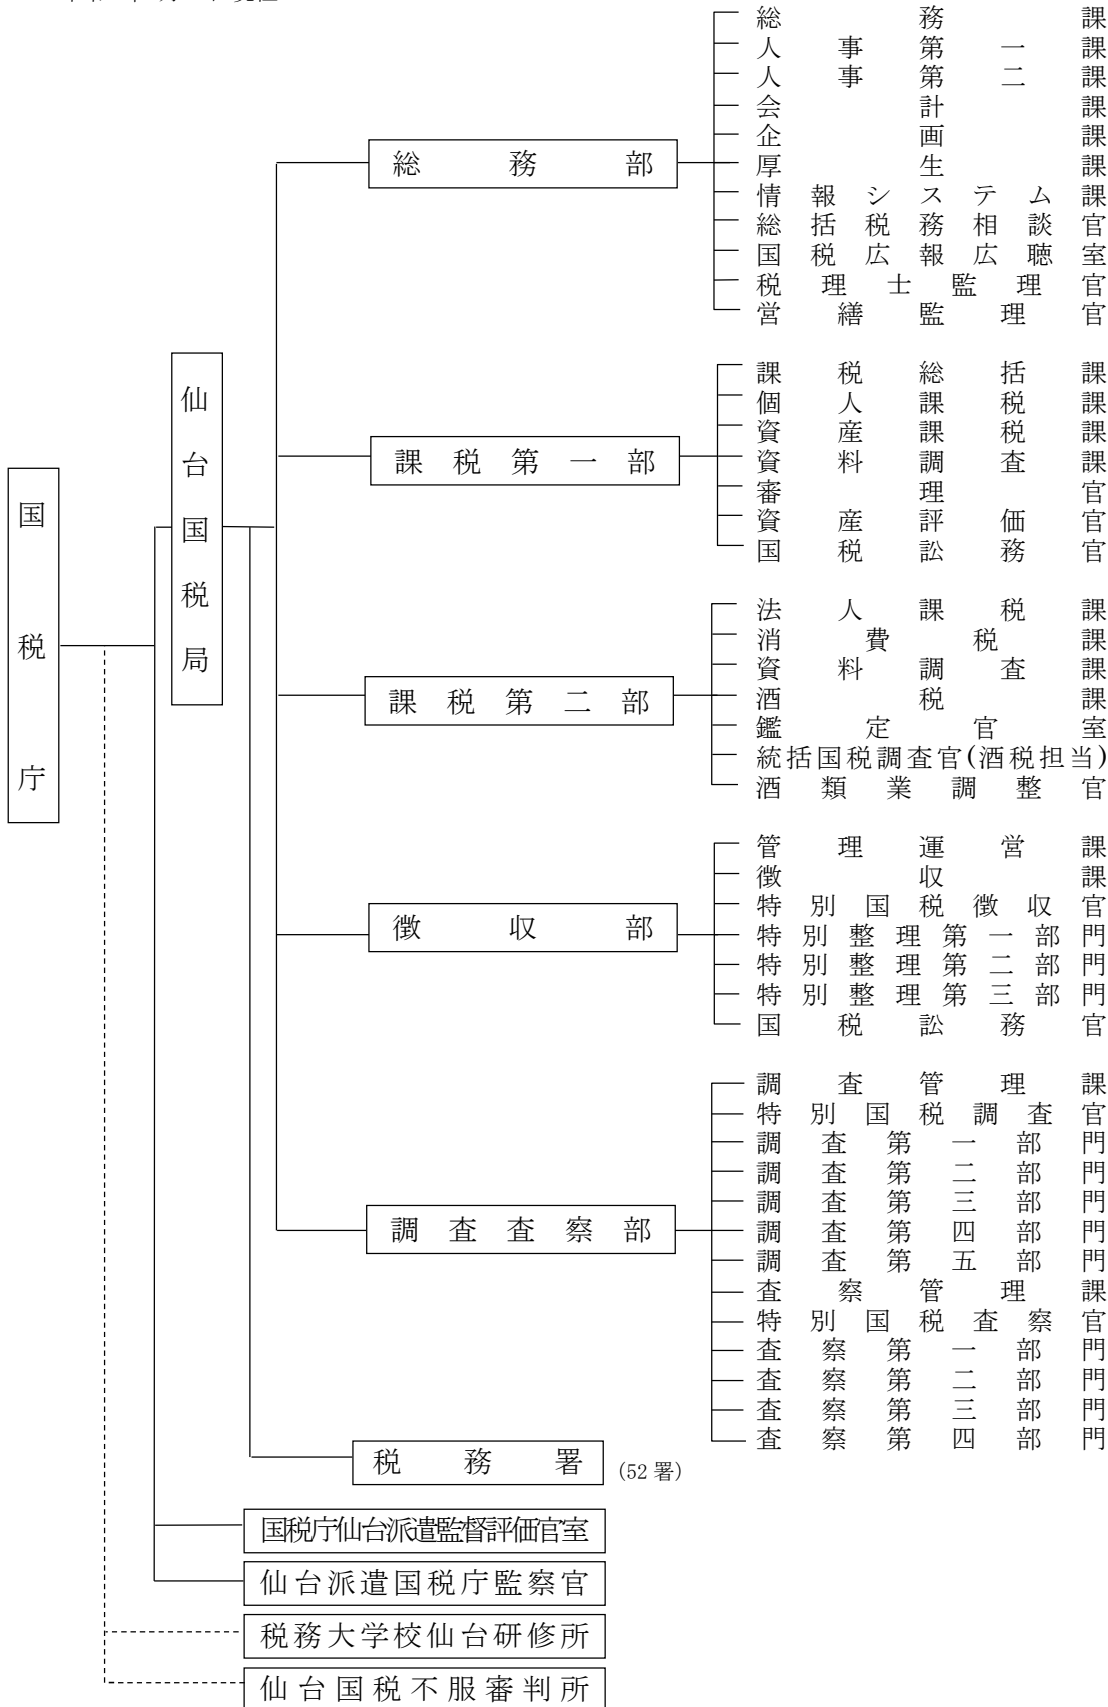 国税庁
仙台国税局
総務部
総務課
人事第一課
人事第二課
会計課
企画課
厚生課
情報システム課
総括税務相談官
国税広報広聴室
税理士監理官
営繕監理官
課税第一部
課税総括課
個人課税課
資産課税課
資料調査課
審理官
資産評価官
国税訟務官
課税第二部
法人課税課
消費税課
資料調査課
酒税課
鑑定官室
統括国税調査官(酒税担当)
酒類業調整官
徴収部
管理運営課
徴収課
特別国税徴収官
特別整理第一部門
特別整理第二部門
特別整理第三部門
国税訟務官
調査査察部
調査管理課
特別国税調査官
調査第一部門
調査第二部門
調査第三部門
調査第四部門
調査第五部門
査察管理課
特別国税査察官
査察第一部門
査察第二部門
査察第三部門
査察第四部門
税務署 (52署)
国税庁仙台派遣監督評価官室
仙台派遣国税庁監察官
税務大学校仙台研修所
仙台国税不服審判所